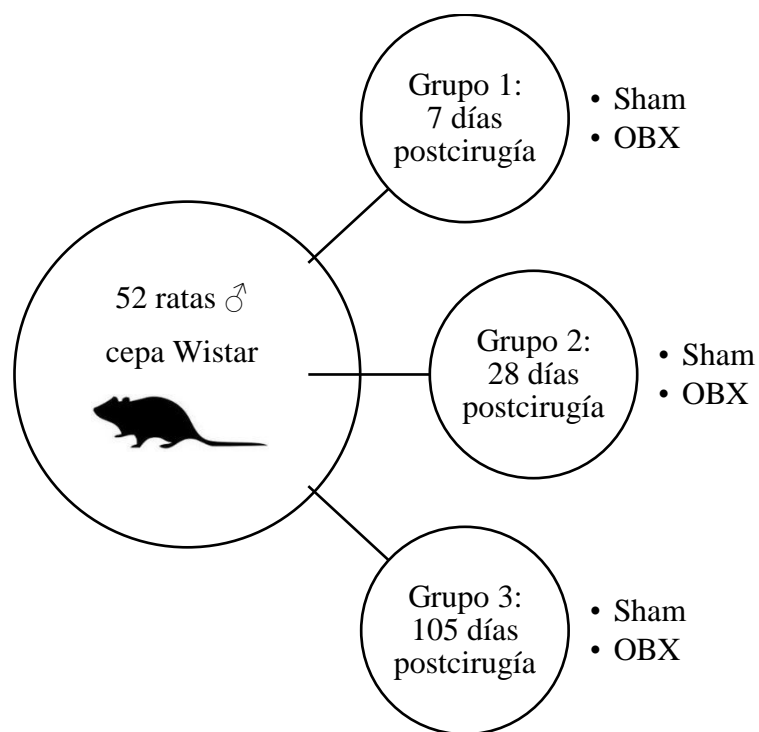 Grupo 1:
7 días
postcirugía
• Sham
• OBX
52 ratas ♂
cepa Wistar
Grupo 2:
28 días
postcirugía
• Sham
• OBX
Grupo 3:
105 días
postcirugía
• Sham
• OBX